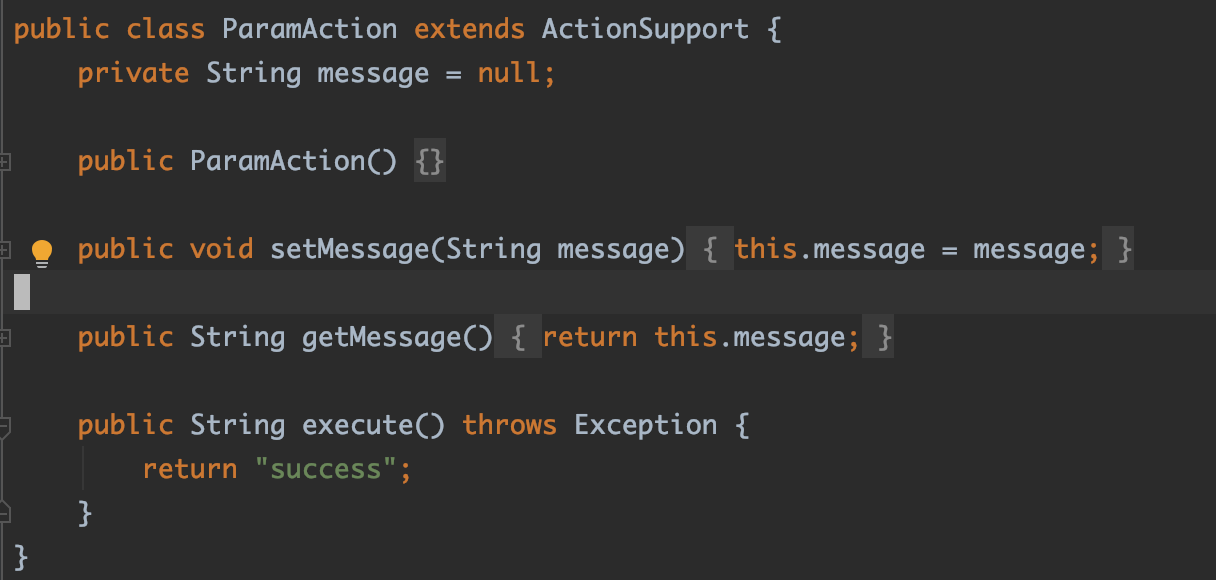 public class ParamAction extends ActionSupport {
private String message = null;
public ParamAction() {}
public void setMessage(String message) { this.message = message; }
public String getMessage() { return this.message; }
public String execute() throws Exception {
return "success";
}
}